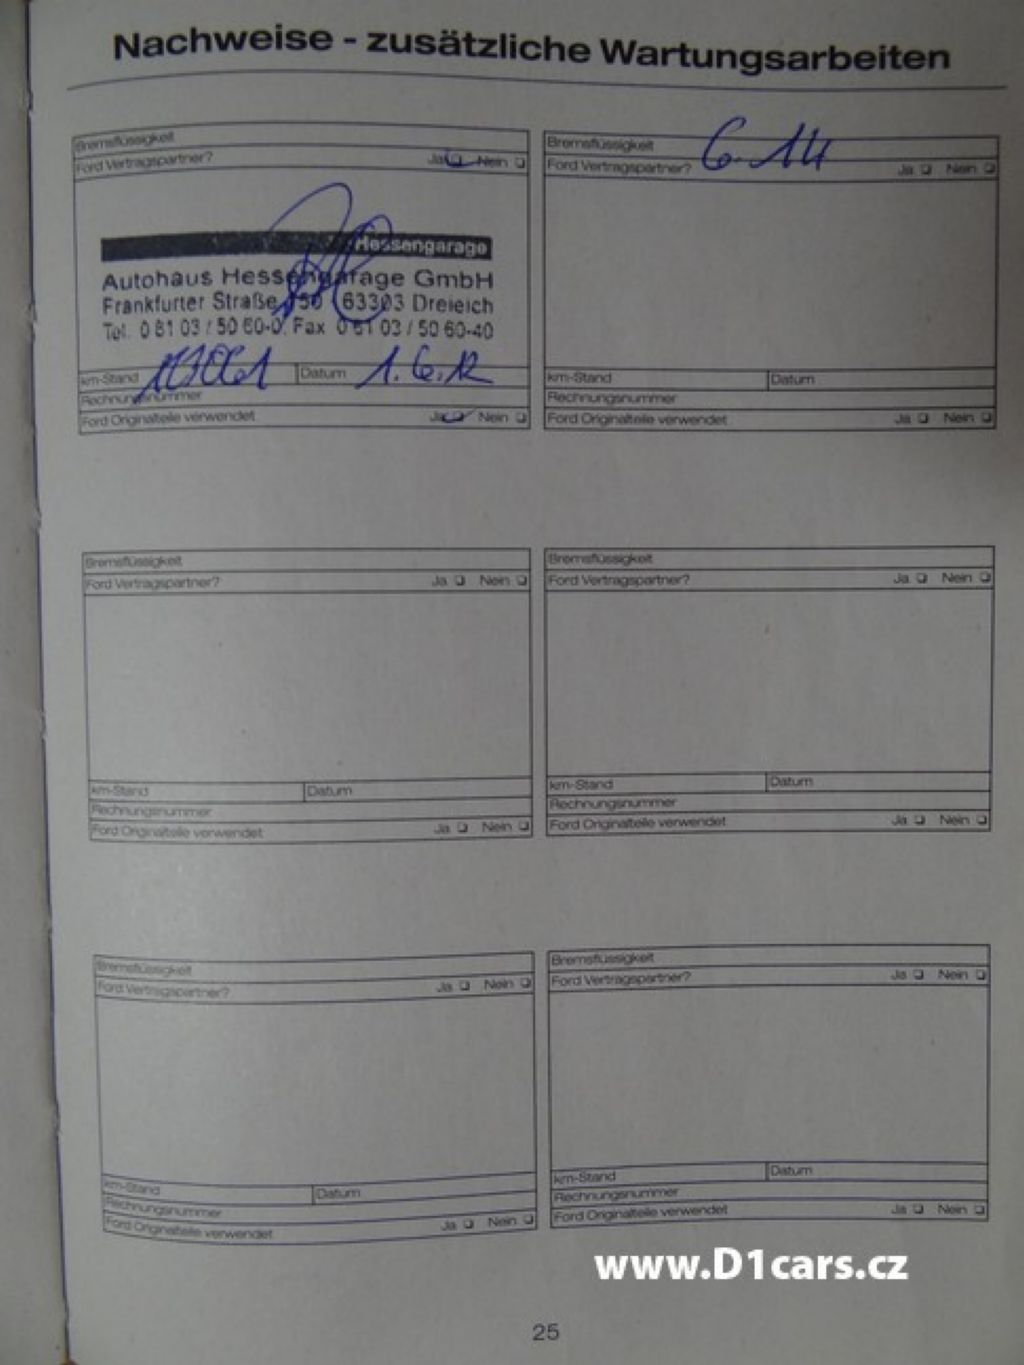 Nachweise - zusätzliche Wartungsarbeiten
Bremsflüssigkeit
Ford Vertragspartner? Ja Nein
Hessengarage
Autohaus Hessengarage GmbH
Frankfurter Straße 150 63303 Dreieich
Tel. 0 61 03 / 50 60-0 Fax 0 61 03 / 50 60-40
km-Stand Datum 1.6.12
Rechnungsnummer
Ford Originalteile verwendet Ja Nein
Bremsflüssigkeit 6.14
Ford Vertragspartner? Ja Nein
km-Stand Datum
Rechnungsnummer
Ford Originalteile verwendet Ja Nein
Bremsflüssigkeit
Ford Vertragspartner? Ja Nein
km-Stand Datum
Rechnungsnummer
Ford Originalteile verwendet Ja Nein
Bremsflüssigkeit
Ford Vertragspartner? Ja Nein
km-Stand Datum
Rechnungsnummer
Ford Originalteile verwendet Ja Nein
Bremsflüssigkeit
Ford Vertragspartner? Ja Nein
km-Stand Datum
Rechnungsnummer
Ford Originalteile verwendet Ja Nein
Bremsflüssigkeit
Ford Vertragspartner? Ja Nein
km-Stand Datum
Rechnungsnummer
Ford Originalteile verwendet Ja Nein
www.D1cars.cz
25